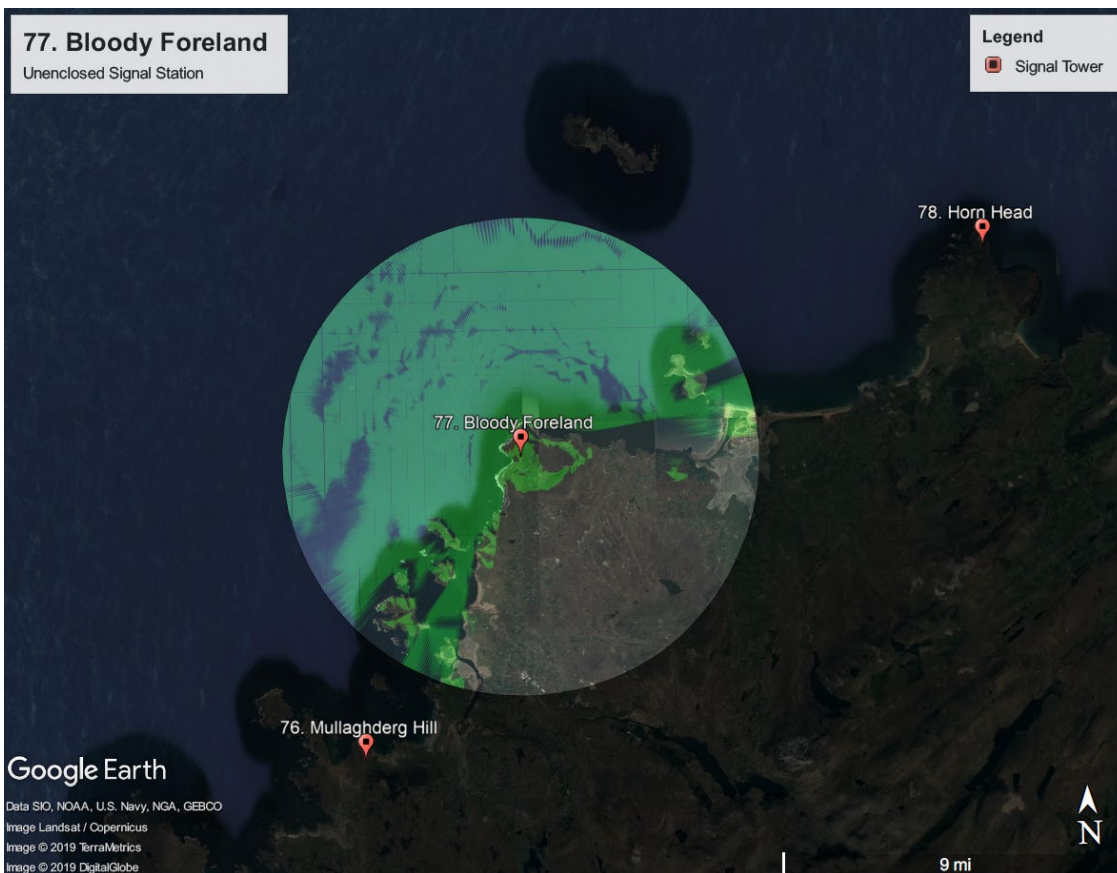 77. Bloody Foreland
Unenclosed Signal Station
Legend
Signal Tower
78. Horn Head
77. Bloody Foreland
76. Mullaghderg Hill
Google Earth
Data SIO, NOAA, U.S. Navy, NGA, GEBCO
Image Landsat / Copernicus
Image © 2019 TerraMetrics
Image © 2019 DigitalGlobe
N
9 mi